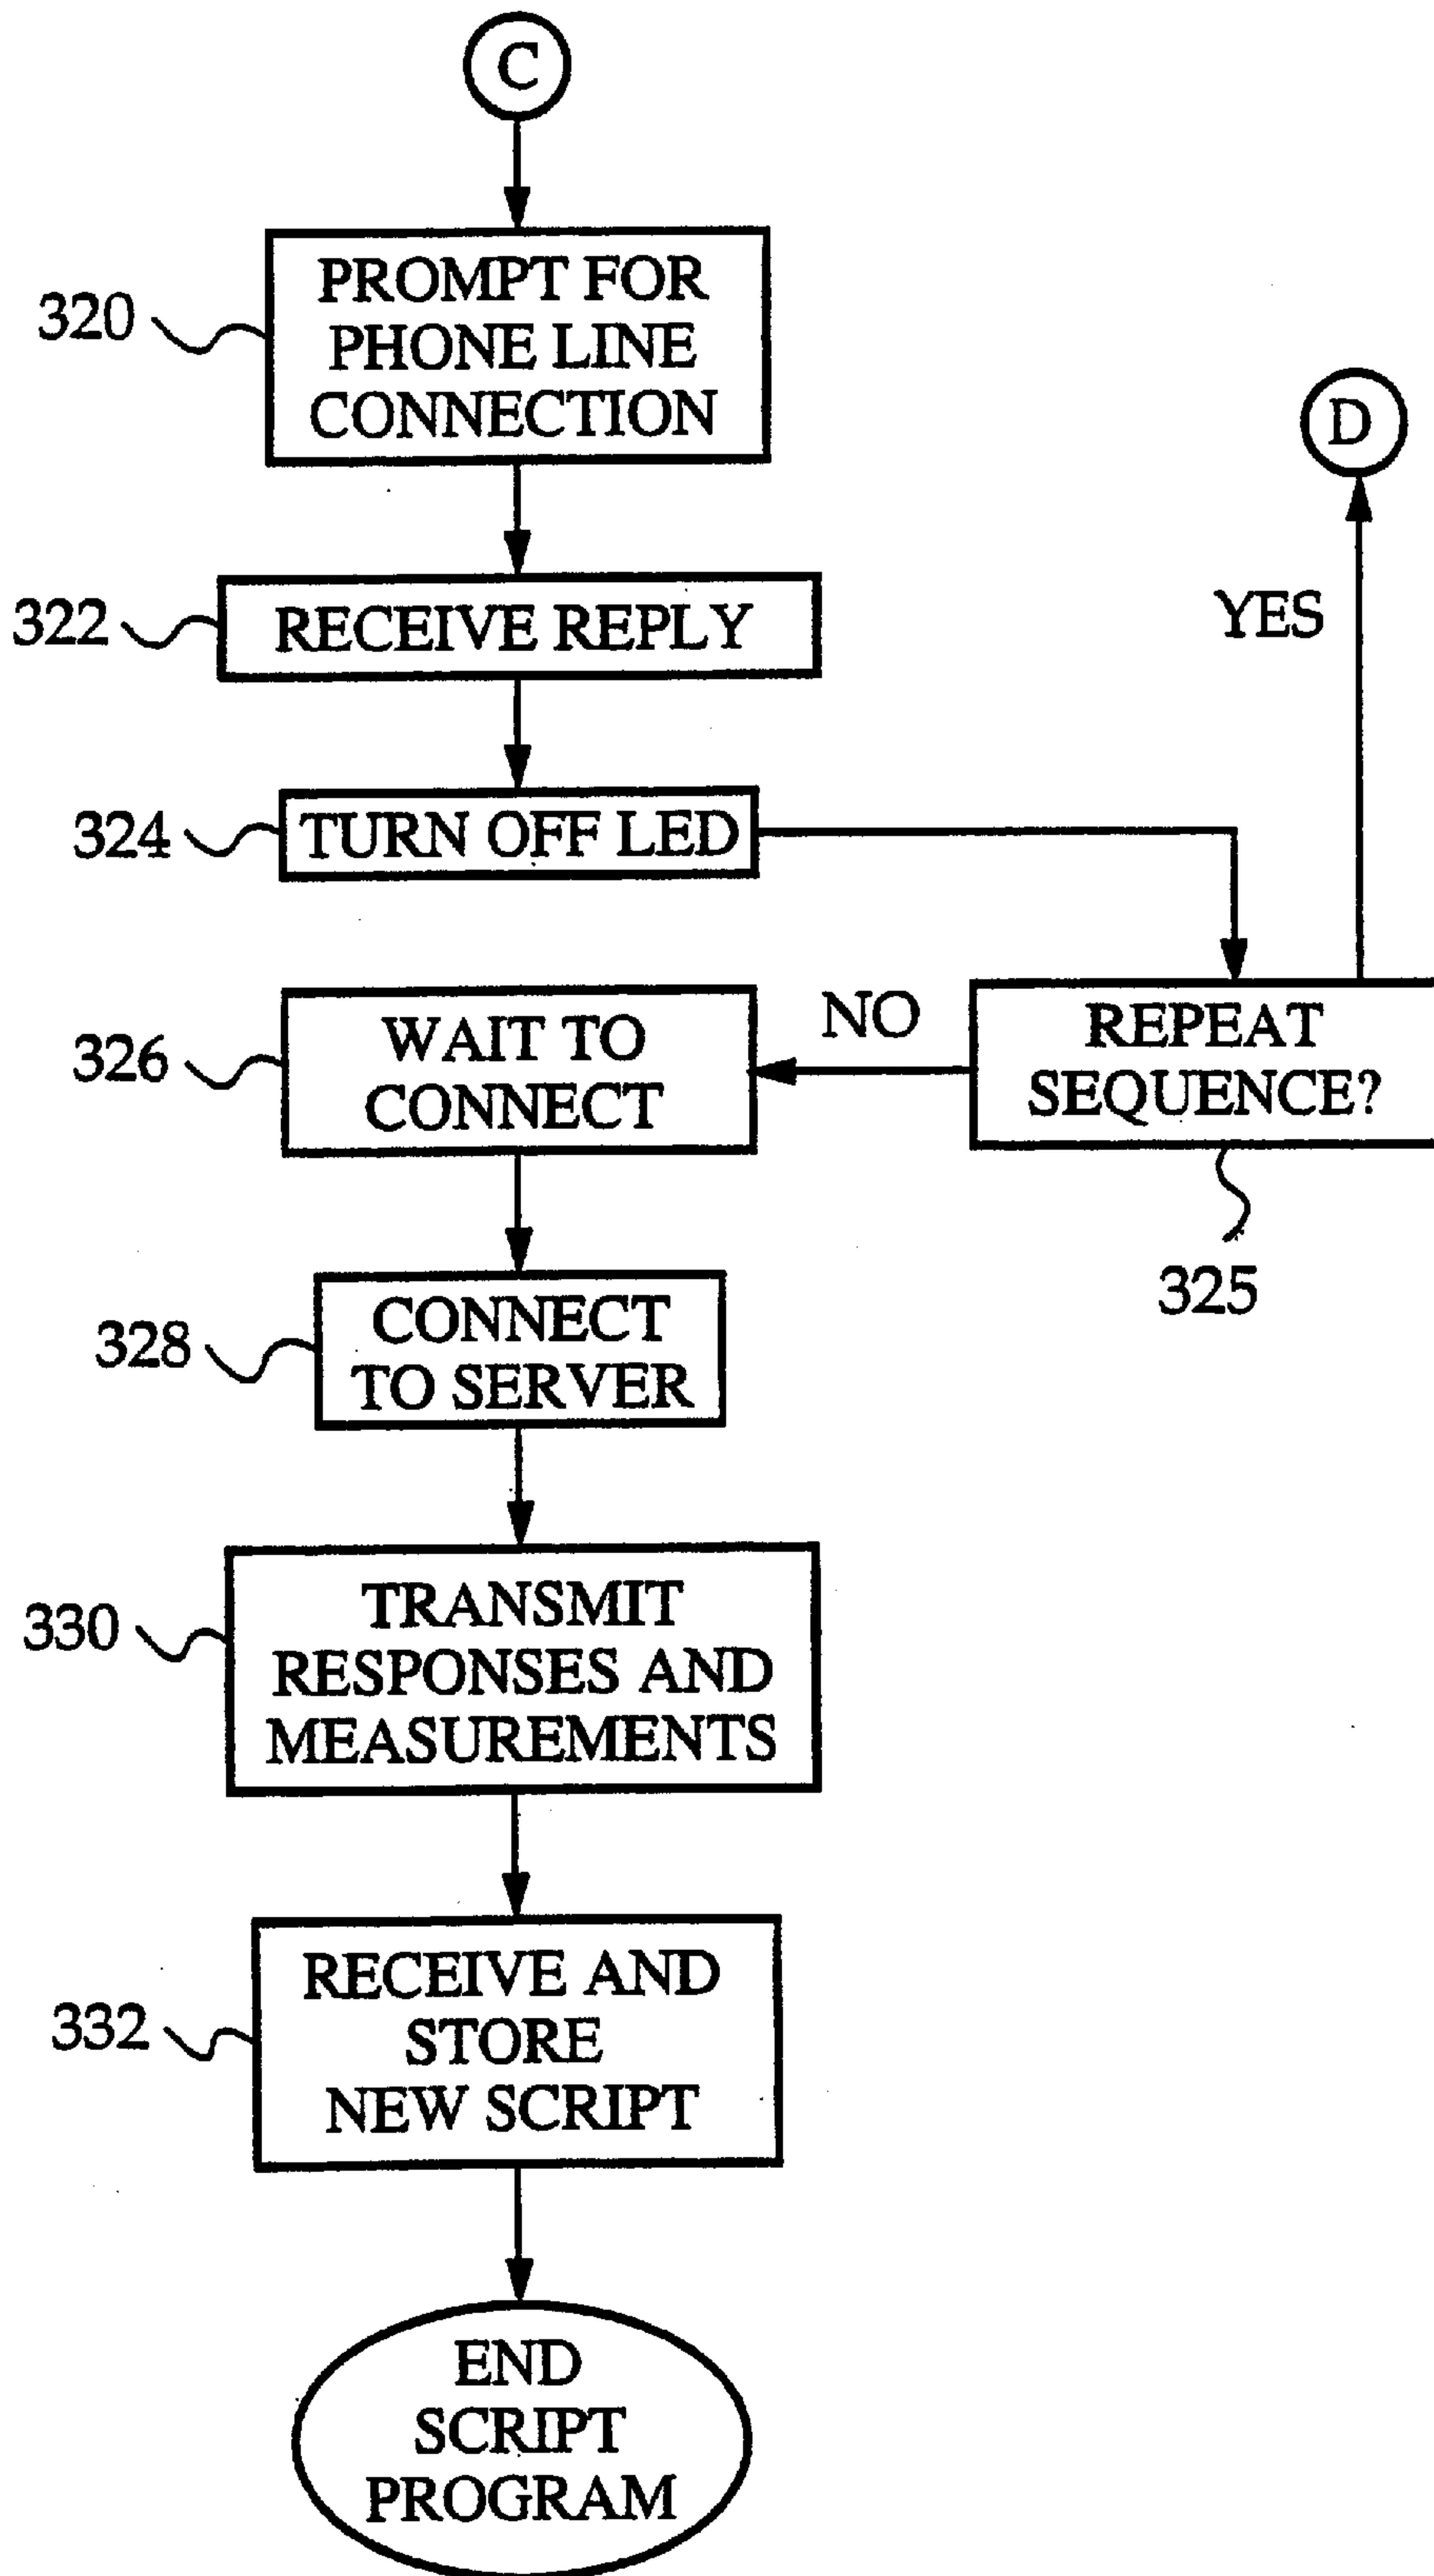 C
320
PROMPT FOR
PHONE LINE
CONNECTION
D
322
RECEIVE REPLY
YES
324
TURN OFF LED
326
WAIT TO
CONNECT
NO
REPEAT
SEQUENCE?
325
328
CONNECT
TO SERVER
330
TRANSMIT
RESPONSES AND
MEASUREMENTS
332
RECEIVE AND
STORE
NEW SCRIPT
END
SCRIPT
PROGRAM